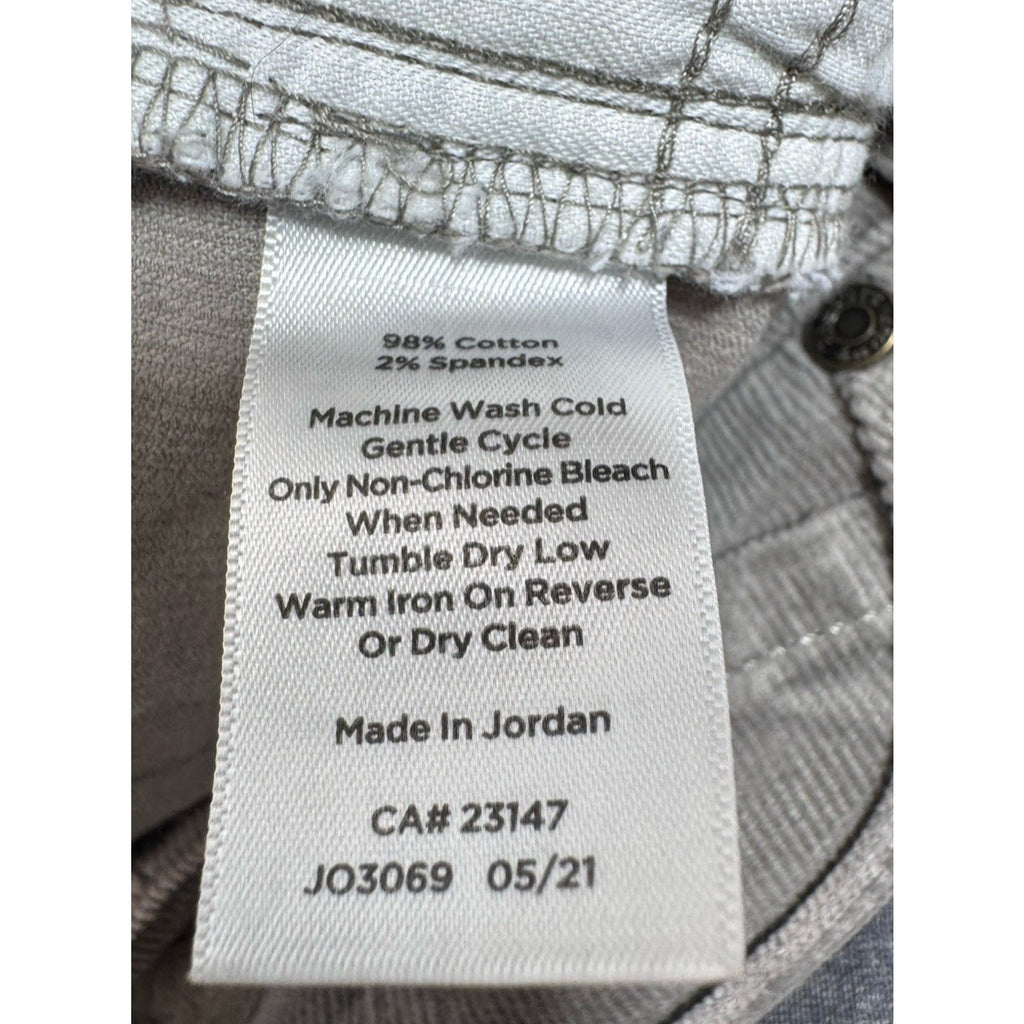 98% Cotton
2% Spandex
Machine Wash Cold
Gentle Cycle
Only Non-Chlorine Bleach
When Needed
Tumble Dry Low
Warm Iron On Reverse
Or Dry Clean
Made In Jordan
CA# 23147
JO3069 05/21